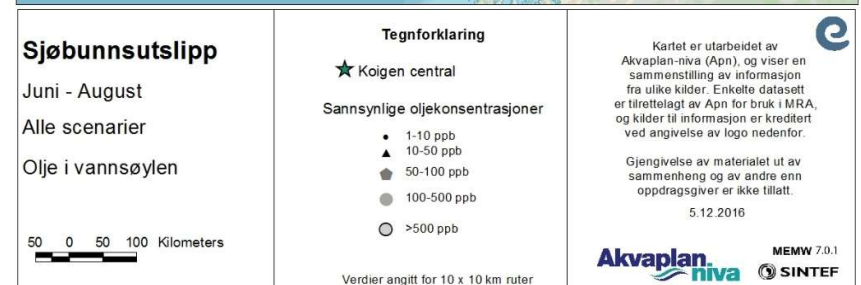 Sjøbunnsutslipp
Juni - August
Alle scenarier
Olje i vannsøylen
50 0 50 100 Kilometers
Tegnforklaring
Koigen central
Sannsynlige oljekonsentrasjoner
1-10 ppb
10-50 ppb
50-100 ppb
100-500 ppb
>500 ppb
Verdier angitt for 10 x 10 km ruter
Kartet er utarbeidet av
Akvaplan-niva (Apn), og viser en
sammenstilling av informasjon
fra ulike kilder. Enkelte datasett
er tilrettelagt av Apn for bruk i MRA,
og kilder til informasjon er kreditert
ved angivelse av logo nedenfor.
Gjengivelse av materialet ut av
sammenheng og av andre enn
oppdragsgiver er ikke tillatt.
5.12.2016
Akvaplan.
niva
MEMW 7.0.1
SINTEF